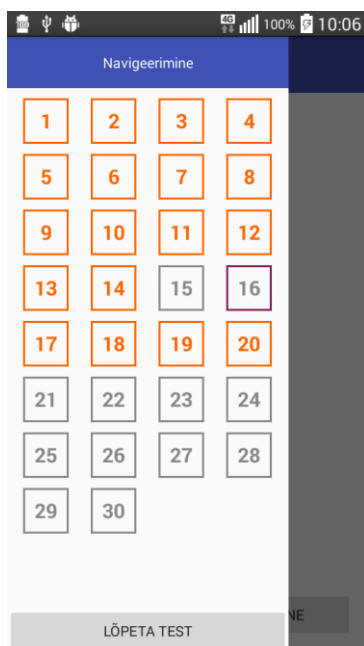 4G 100% 10:06
Navigeerimine
1 2 3 4
5 6 7 8
9 10 11 12
13 14 15 16
17 18 19 20
21 22 23 24
25 26 27 28
29 30
NE
LÕPETA TEST